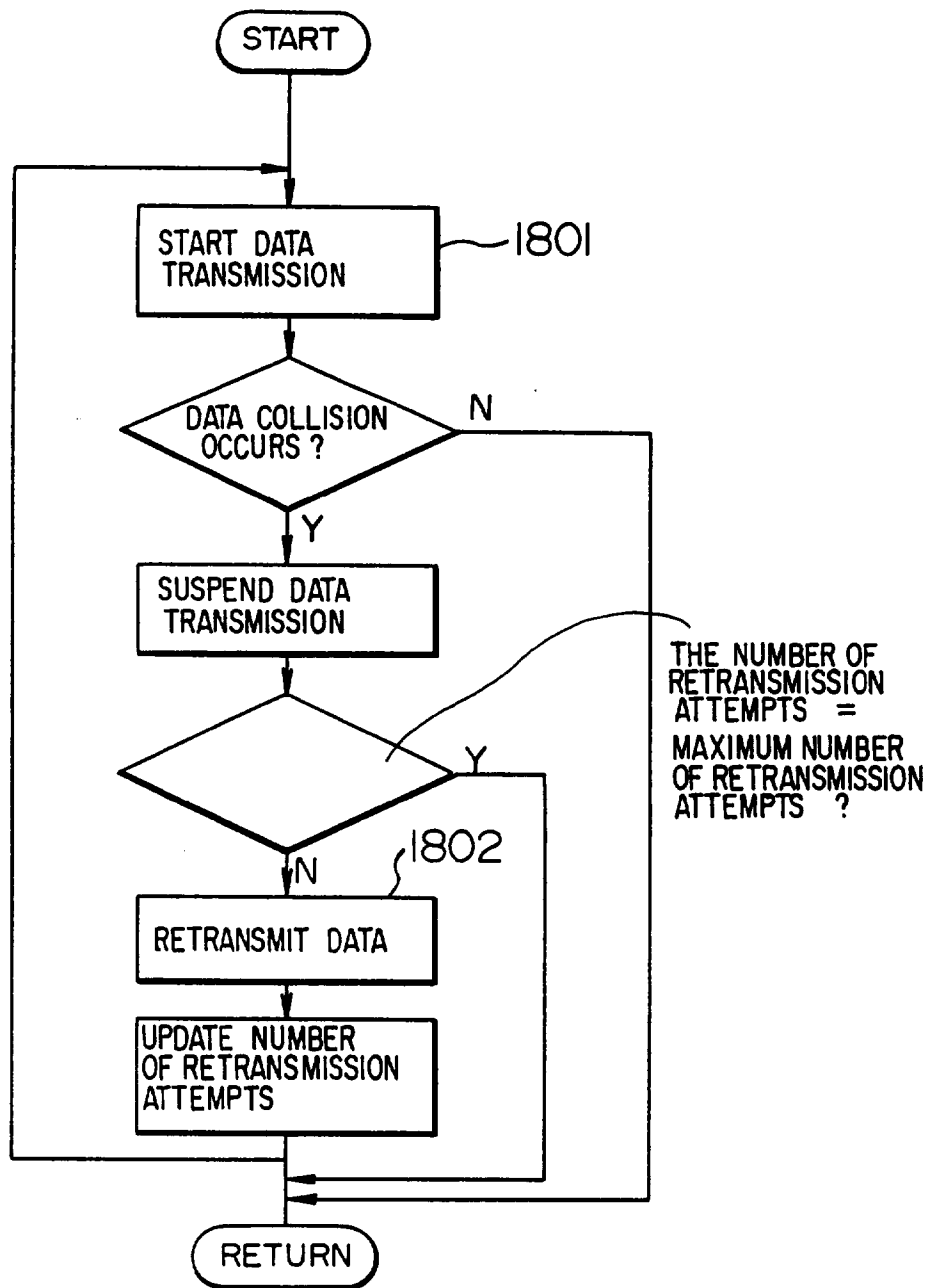 START
START DATA
TRANSMISSION
1801
DATA COLLISION
OCCURS ?
N
Y
SUSPEND DATA
TRANSMISSION
THE NUMBER OF
RETRANSMISSION
ATTEMPTS =
MAXIMUM NUMBER
OF RETRANSMISSION
ATTEMPTS ?
Y
N
1802
RETRANSMIT DATA
UPDATE NUMBER
OF RETRANSMISSION
ATTEMPTS
RETURN